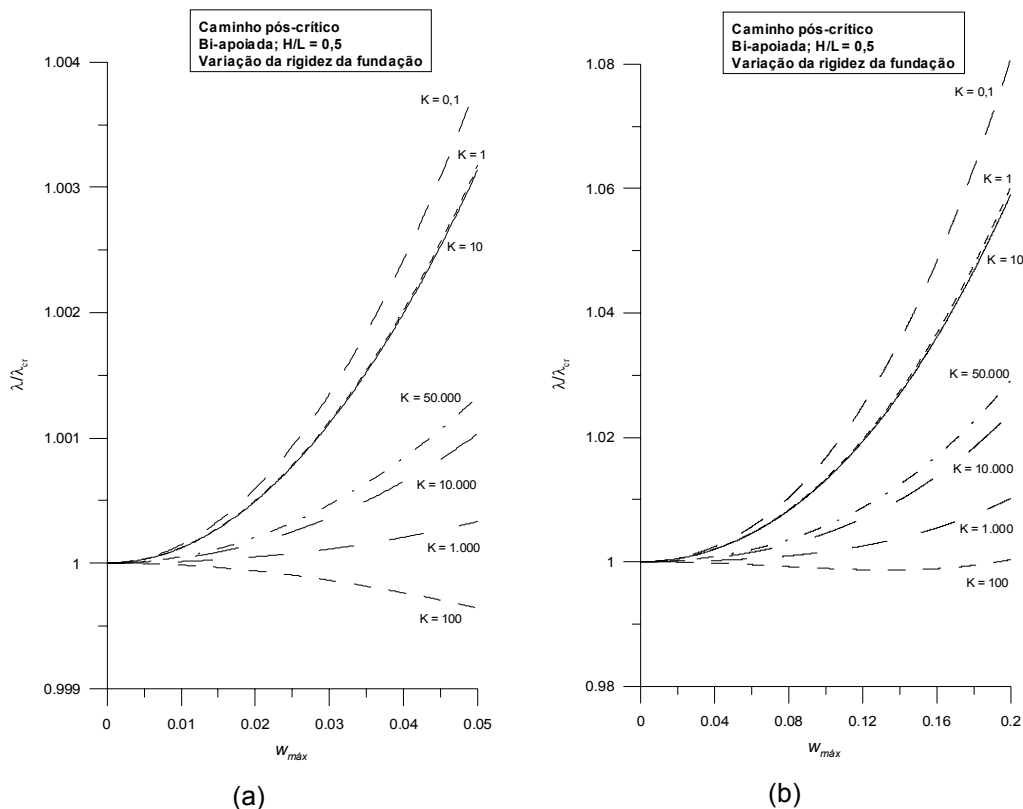 Caminho pós-crítico
Bi-apoiada; H/L = 0,5
Variação da rigidez da fundação
1.004
1.003
1.002
1.001
1
0.999
λ/λcr
K = 0,1
K = 1
K = 10
K = 50.000
K = 10.000
K = 1.000
K = 100
0
0.01
0.02
0.03
0.04
0.05
wmáx
(a)
Caminho pós-crítico
Bi-apoiada; H/L = 0,5
Variação da rigidez da fundação
1.08
1.06
1.04
1.02
1
0.98
λ/λcr
K = 0,1
K = 1
K = 10
K = 50.000
K = 10.000
K = 1.000
K = 100
0
0.04
0.08
0.12
0.16
0.2
wmáx
(b)